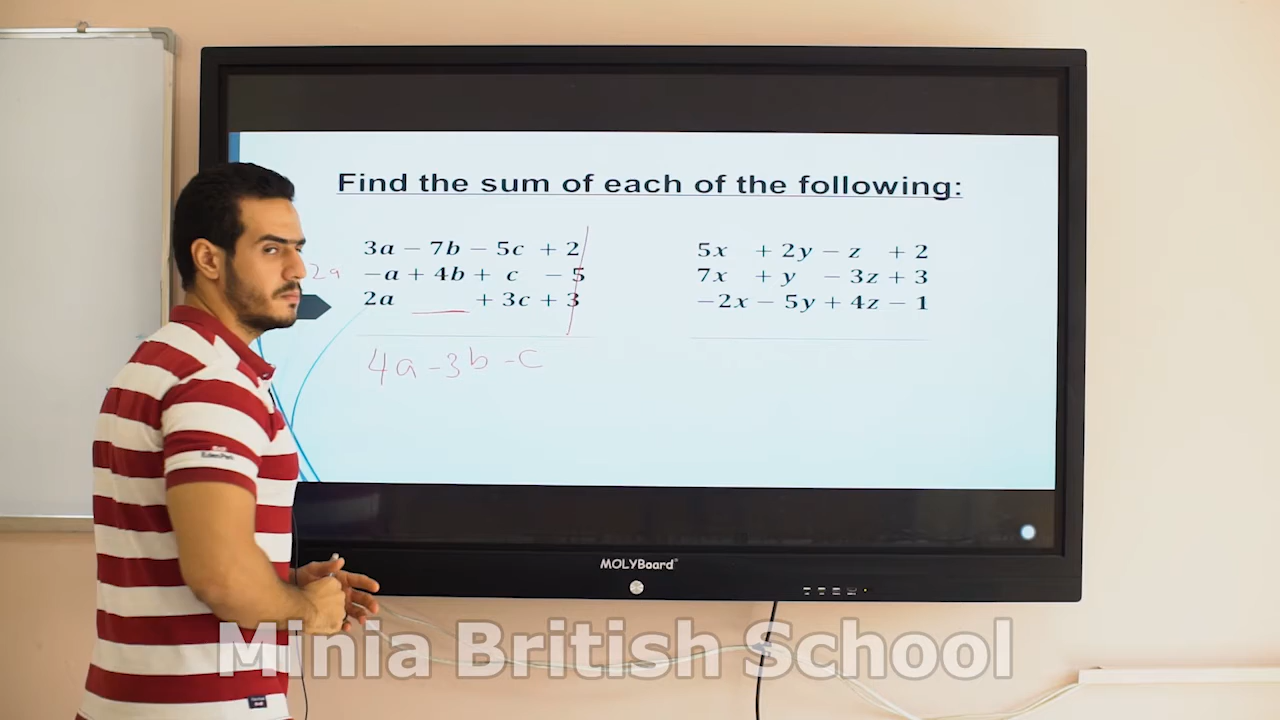 Find the sum of each of the following:
3a – 7b – 5c + 2
–a + 4b + c – 5
2a ____ + 3c + 3
2a
4a -3b -c
5x + 2y – z + 2
7x + y – 3z + 3
–2x – 5y + 4z – 1
MOLYBoard
Minia British School